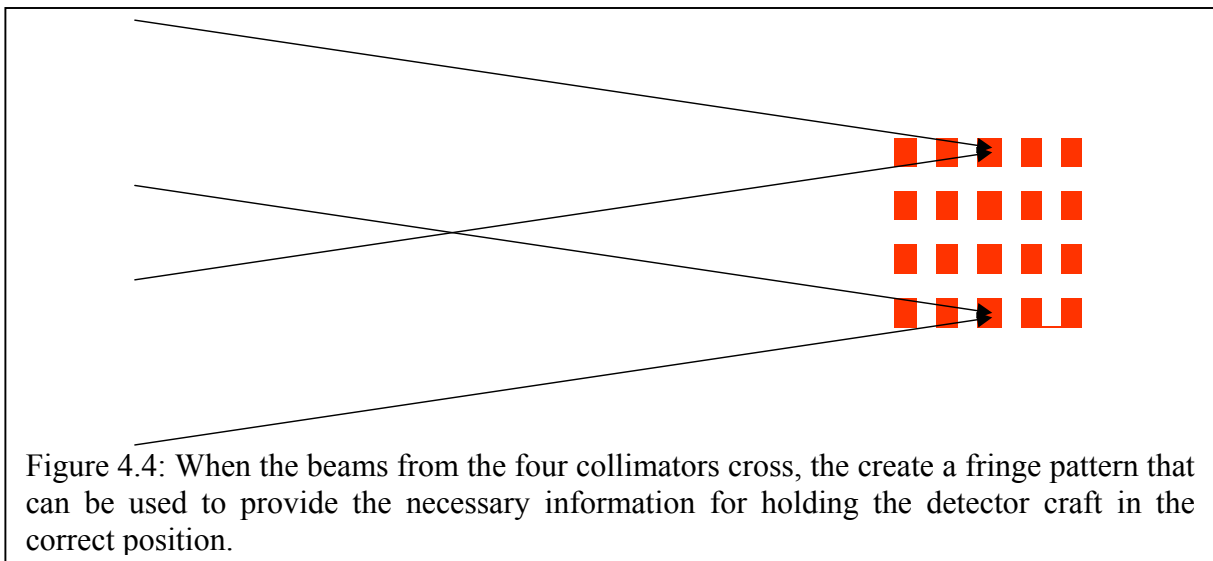 Figure 4.4: When the beams from the four collimators cross, the create a fringe pattern that
can be used to provide the necessary information for holding the detector craft in the
correct position.